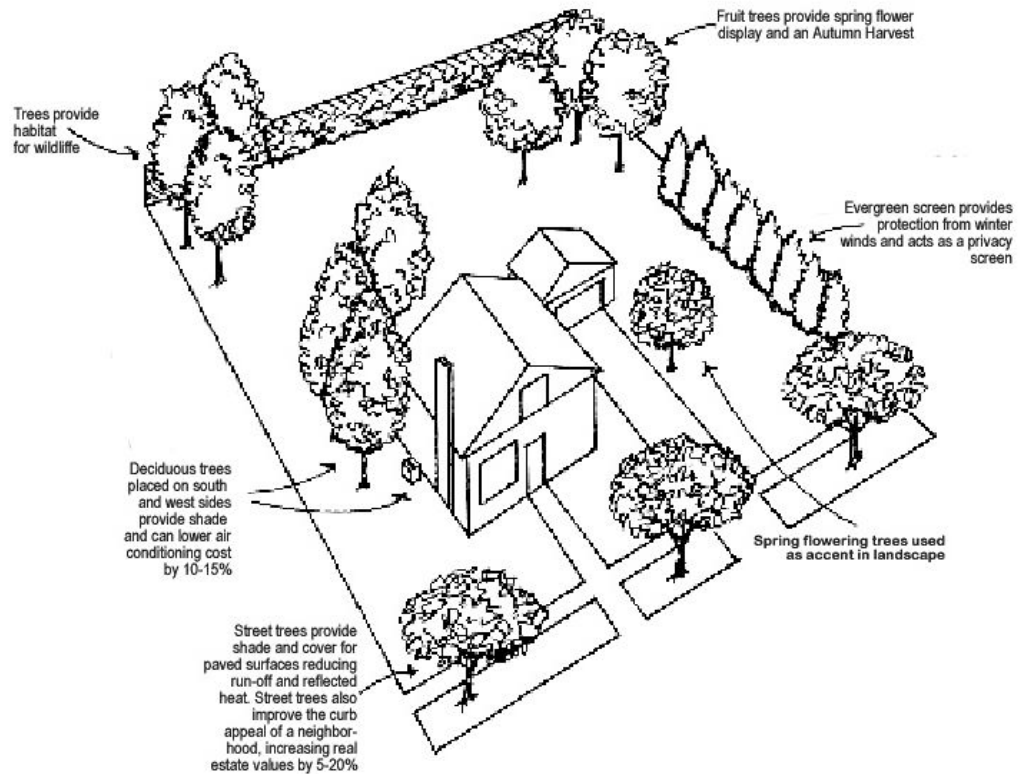 Fruit trees provide spring flower
display and an Autumn Harvest
Trees provide
habitat
for wildliffe
Evergreen screen provides
protection from winter
winds and acts as a privacy
screen
Deciduous trees
placed on south
and west sides
provide shade
and can lower air
conditioning cost
by 10-15%
Spring flowering trees used
as accent in landscape
Street trees provide
shade and cover for
paved surfaces reducing
run-off and reflected
heat. Street trees also
improve the curb
appeal of a neighbor-
hood, increasing real
estate values by 5-20%